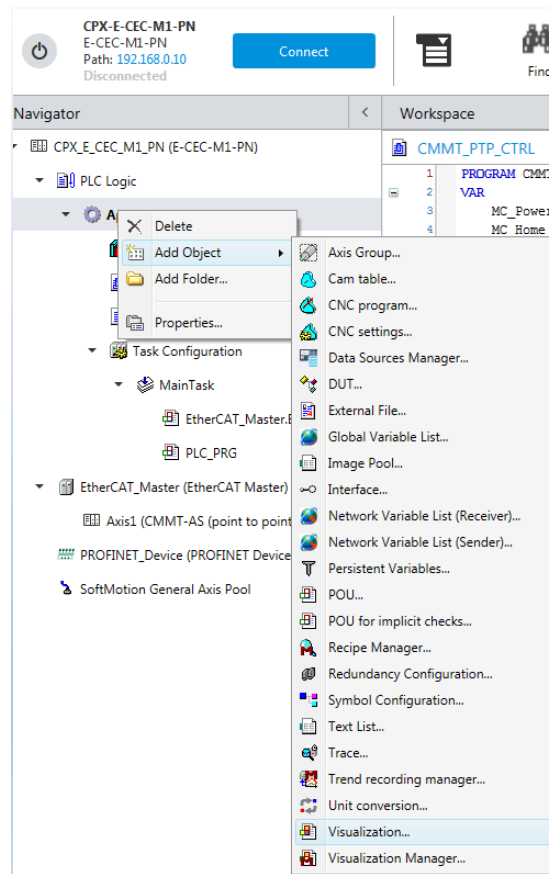 CPX-E-CEC-M1-PN
E-CEC-M1-PN
Path: 192.168.0.10
Disconnected
Connect
Navigator
<
Workspace
CPX_E_CEC_M1_PN (E-CEC-M1-PN)
CMMT_PTP_CTRL
PLC Logic
1 PROGRAM
2 VAR
3
4 MC_Home
Delete
Add Object
Add Folder...
Properties...
Axis Group...
Cam table...
CNC program...
CNC settings...
Data Sources Manager...
DUT...
External File...
Global Variable List...
Image Pool...
Interface...
Network Variable List (Receiver)...
Network Variable List (Sender)...
Persistent Variables...
POU...
POU for implicit checks...
Recipe Manager...
Redundancy Configuration...
Symbol Configuration...
Text List...
Trace...
Trend recording manager...
Unit conversion...
Visualization...
Visualization Manager...
Task Configuration
MainTask
PLC_PRG
EtherCAT_Master (EtherCAT Master)
Axis1 (CMMT-AS (point to point
PROFINET_Device (PROFINET Device
SoftMotion General Axis Pool